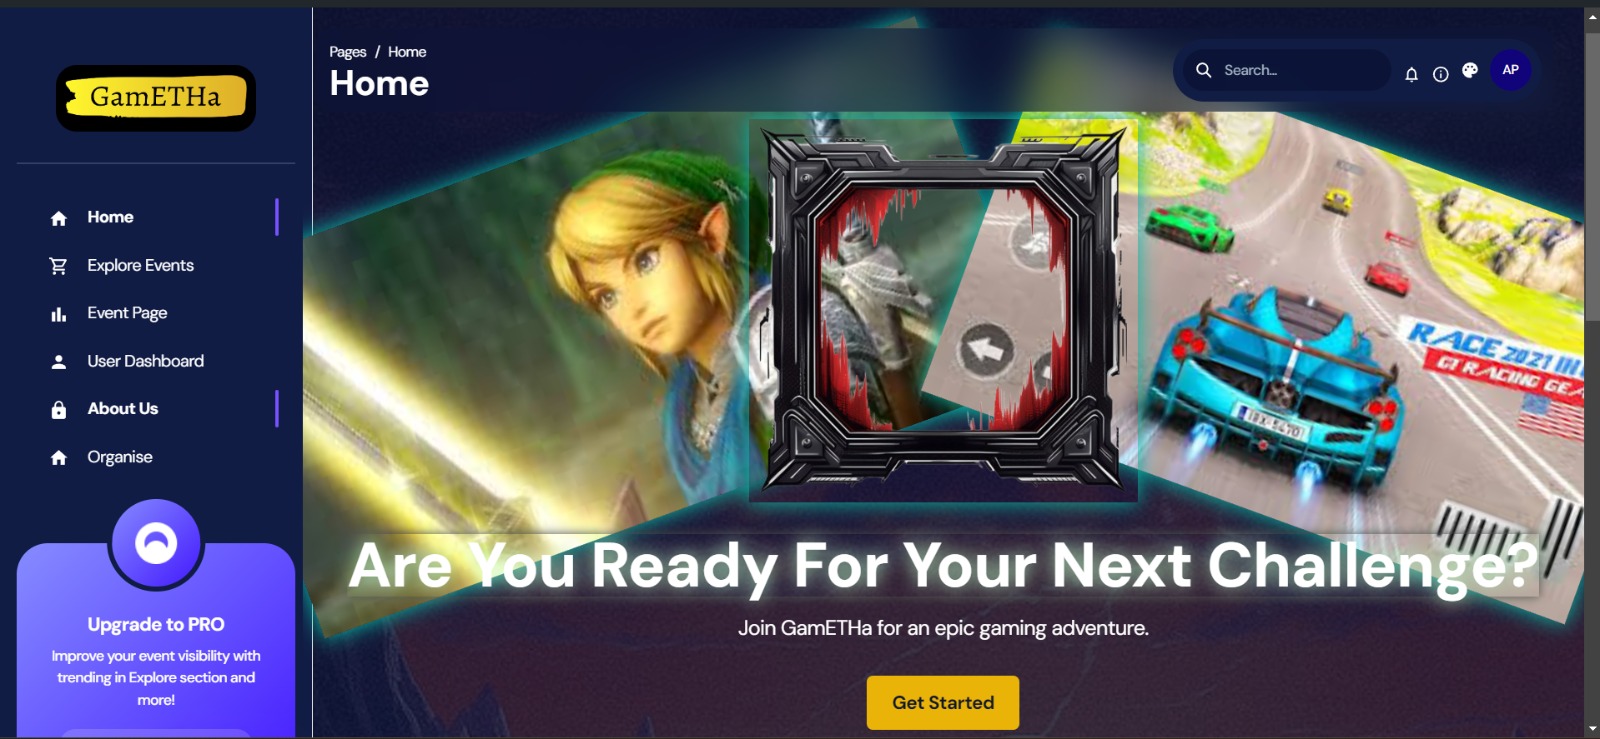 GamETHa
Home
Explore Events
Event Page
User Dashboard
About Us
Organise
Upgrade to PRO
Improve your event visibility with
trending in Explore section and
more!
Pages / Home
Home
Search...
AP
RACE 2021 IN
GT RACING GEA
Are You Ready For Your Next Challenge?
Join GamETHa for an epic gaming adventure.
Get Started